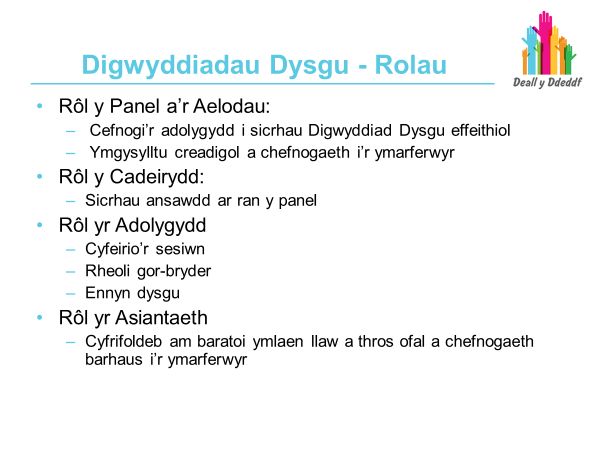 Digwyddiadau Dysgu - Rolau
Deall y Ddeddf
• Rôl y Panel a’r Aelodau:
– Cefnogi’r adolygydd i sicrhau Digwyddiad Dysgu effeithiol
– Ymgysylltu creadigol a chefnogaeth i’r ymarferwyr
• Rôl y Cadeirydd:
– Sicrhau ansawdd ar ran y panel
• Rôl yr Adolygydd
– Cyfeirio’r sesiwn
– Rheoli gor-bryder
– Ennyn dysgu
• Rôl yr Asiantaeth
– Cyfrifoldeb am baratoi ymlaen llaw a thros ofal a chefnogaeth
barhaus i’r ymarferwyr